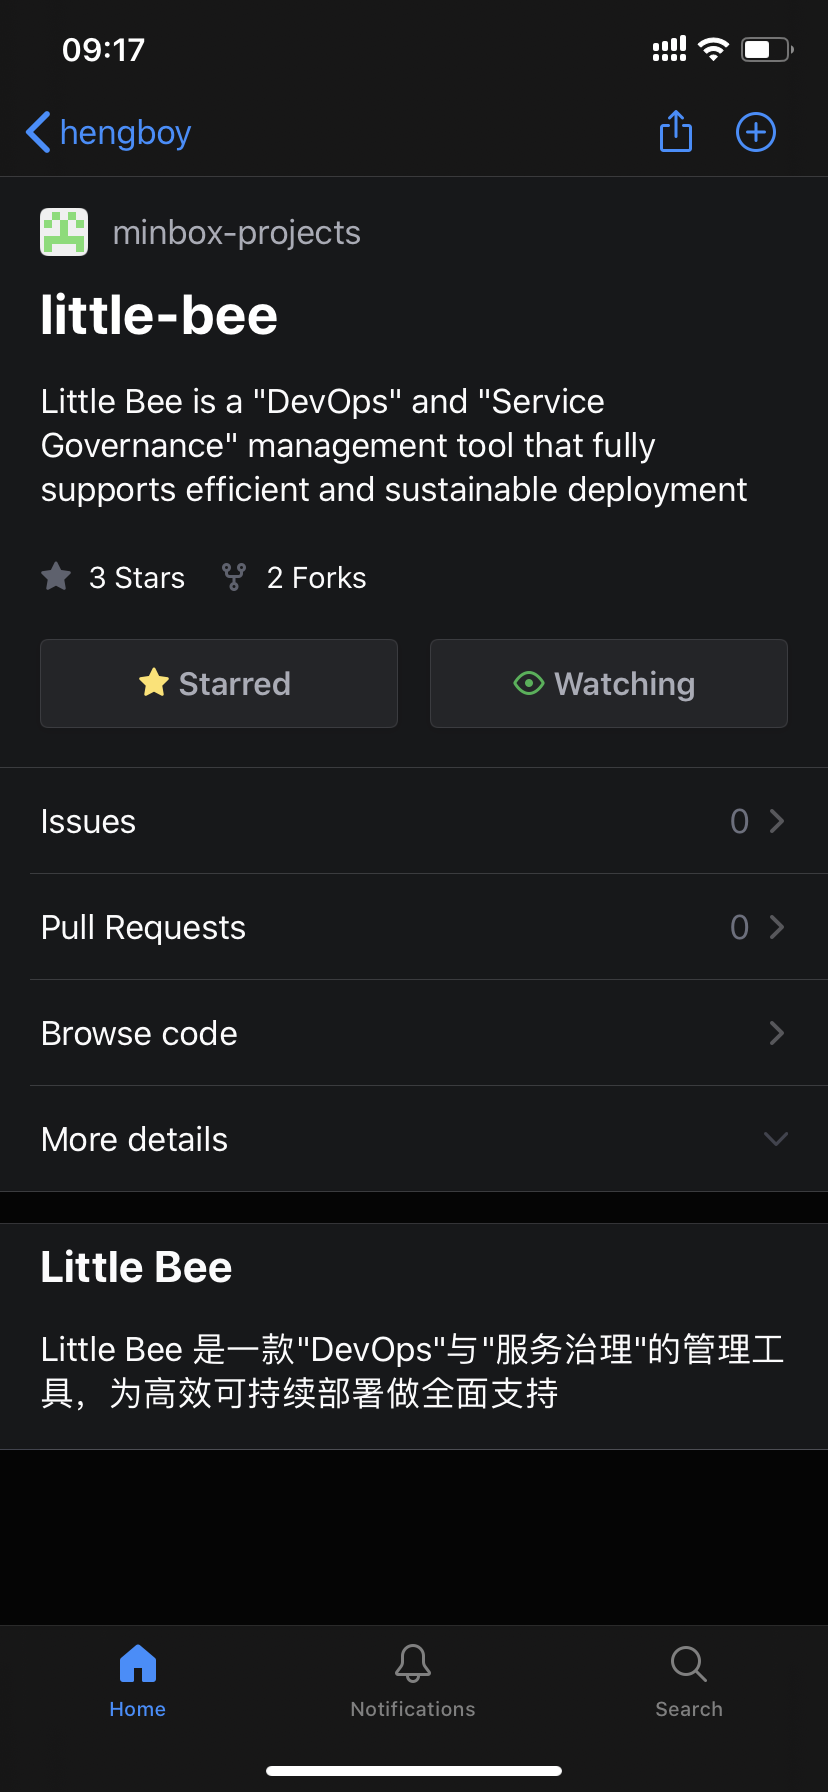 09:17
hengboy
minbox-projects
little-bee
Little Bee is a "DevOps" and "Service
Governance" management tool that fully
supports efficient and sustainable deployment
3 Stars 2 Forks
Starred Watching
Issues 0
Pull Requests 0
Browse code
More details
Little Bee
Little Bee 是一款"DevOps"与"服务治理"的管理工
具，为高效可持续部署做全面支持
Home Notifications Search